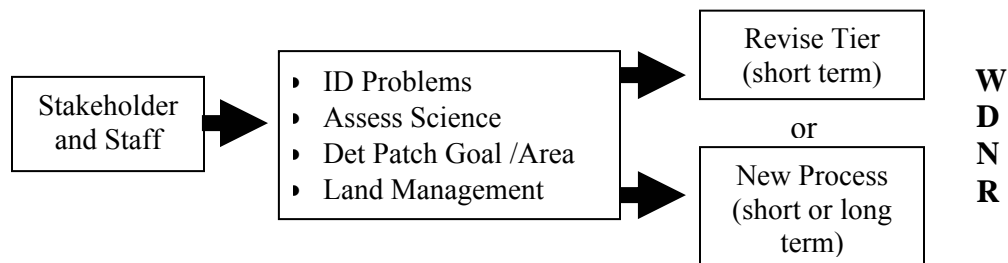 Stakeholder
and Staff
ID Problems
Assess Science
Det Patch Goal /Area
Land Management
Revise Tier
(short term)
or
New Process
(short or long
term)
W
D
N
R